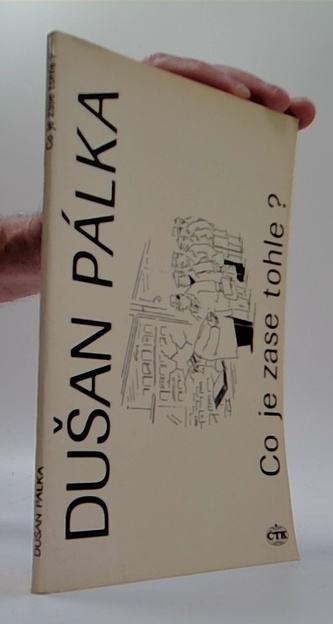 DUŠAN PÁLKA
Co je zase tohle ?
DUŠAN PÁLKA
Co je zase tohle ?
ČTK